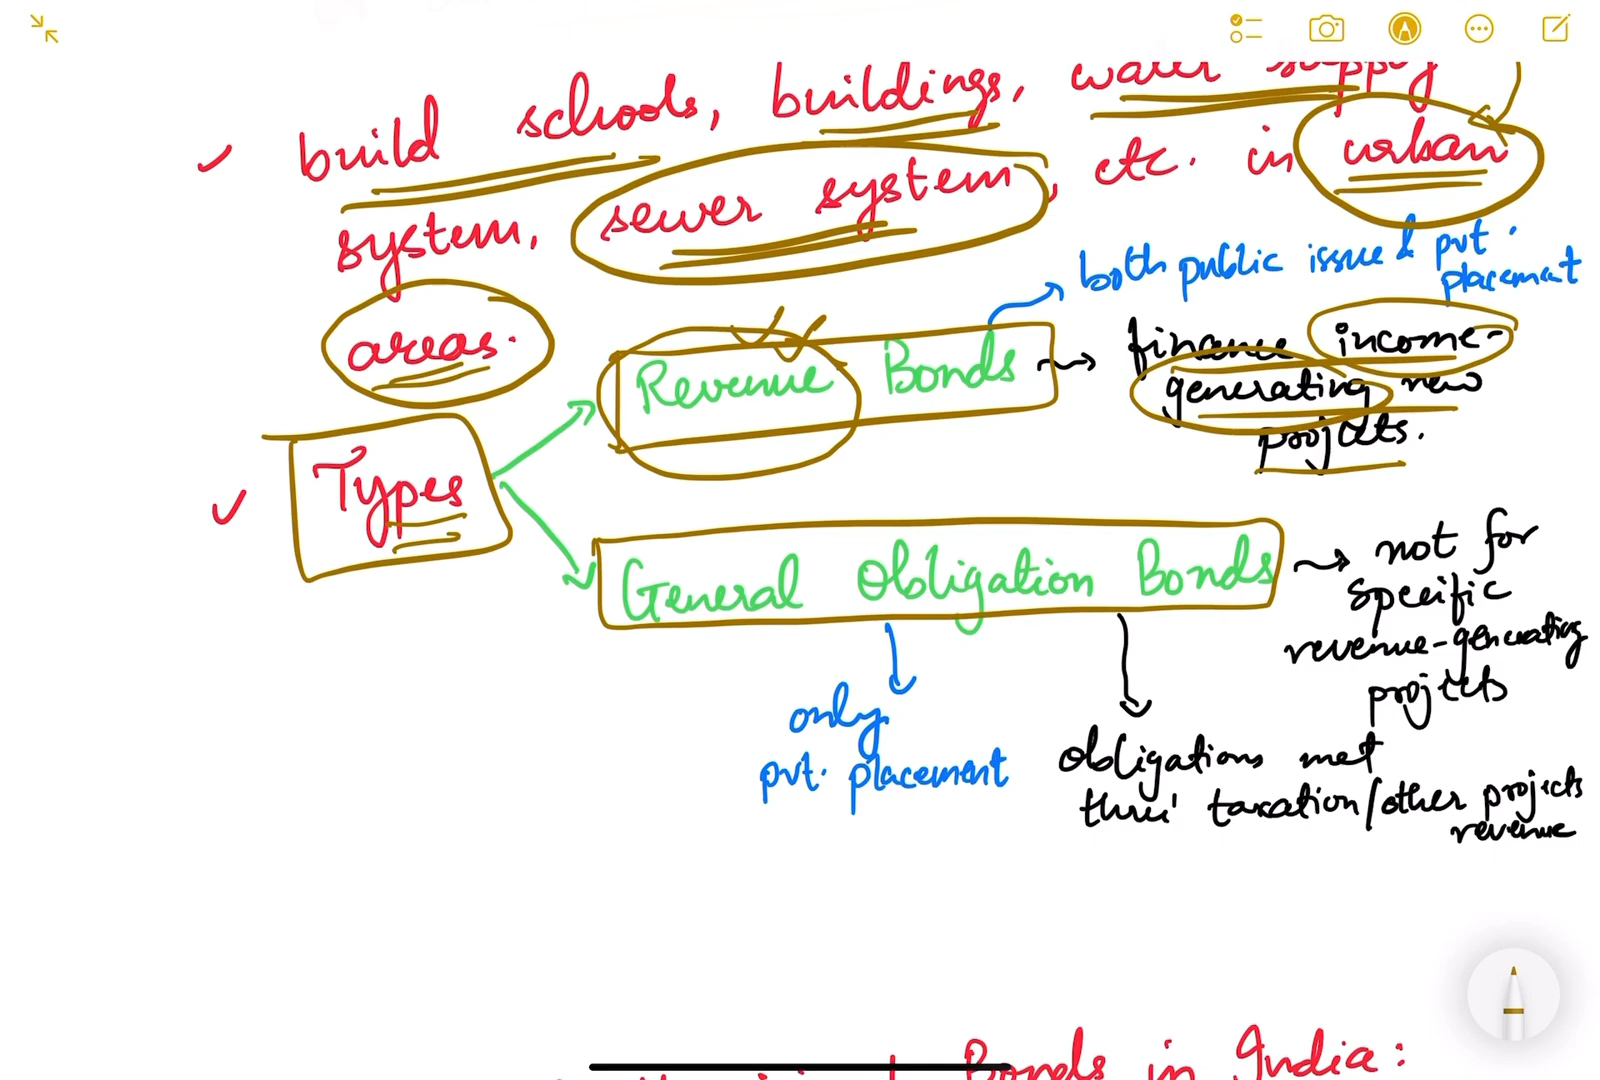 build schools, buildings, water supply
system, sewer system, etc. in urban
areas.
both public issue & pvt.
placement
Revenue Bonds
finance income-
generating new
projcts.
Types
General Obligation Bonds
not for
specific
revenue-generating
projects
only
pvt. placement
obligations met
thru' taxation/other projects
revenue
Bonds in India: